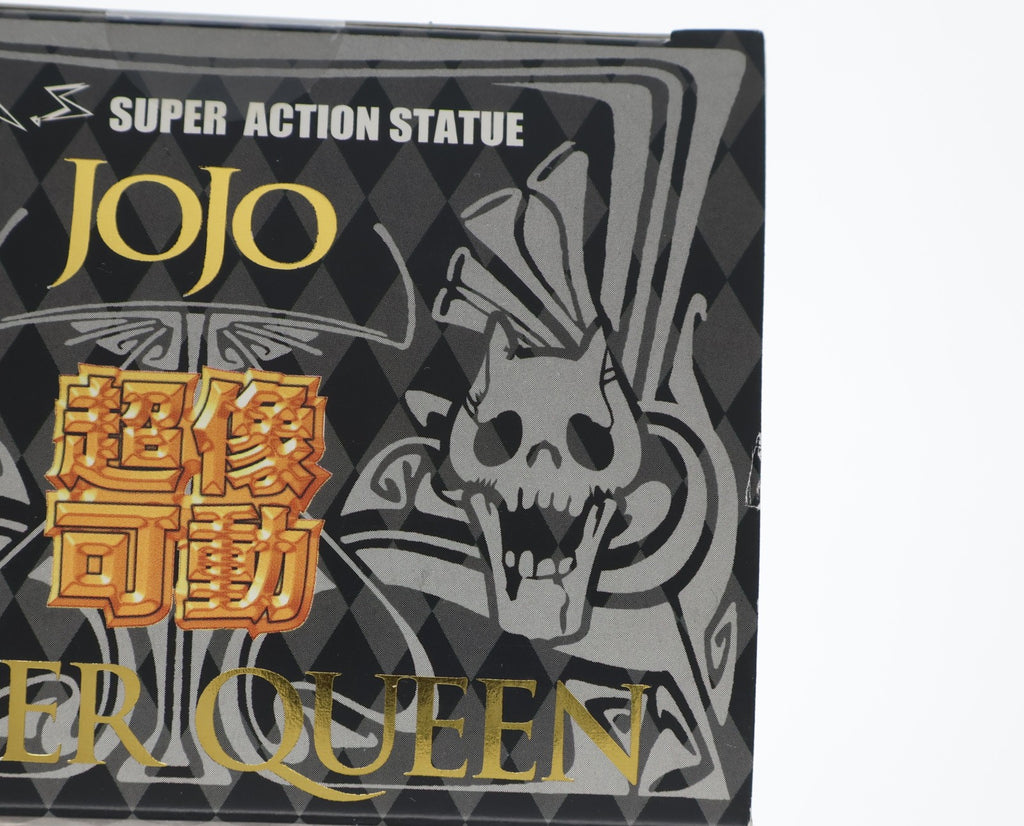 SUPER ACTION STATUE
JOJO
超像
可動
ER QUEEN